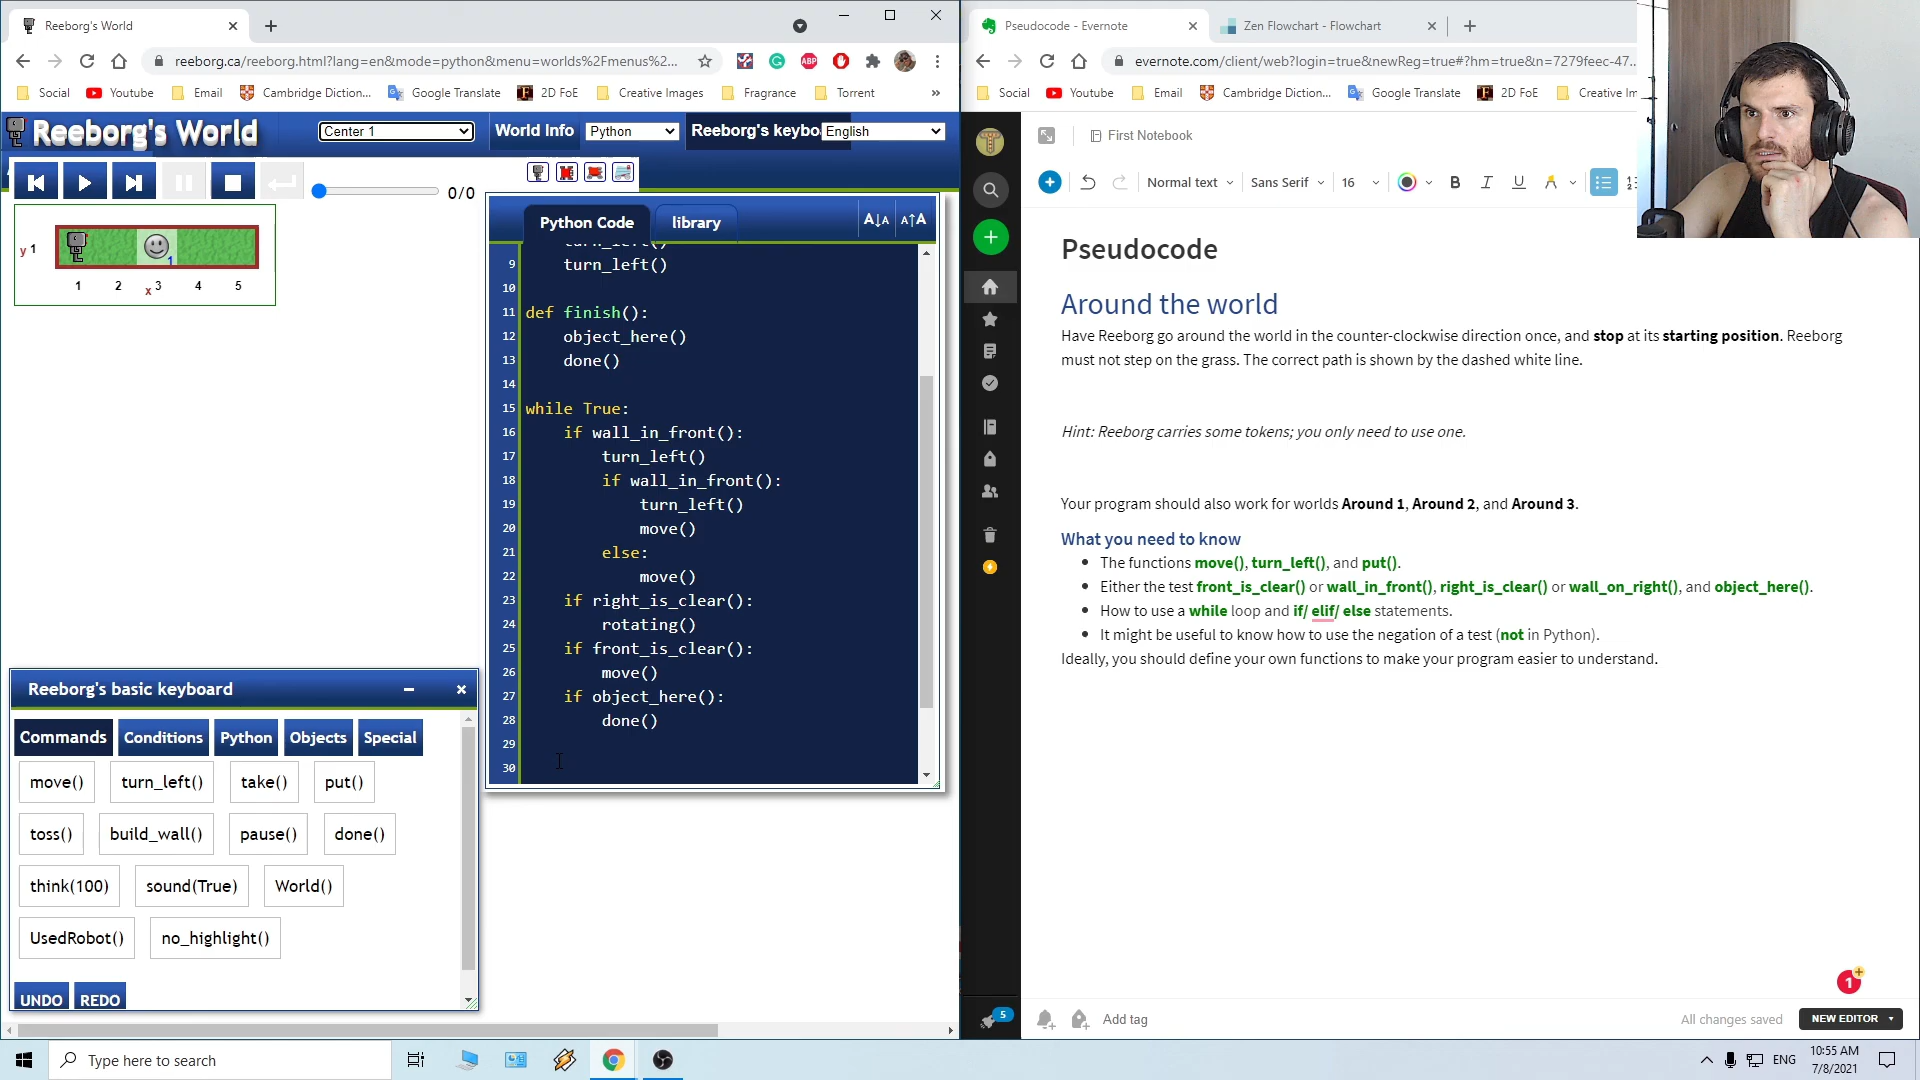 Reeborg's World
Pseudocode - Evernote
Zen Flowchart - Flowchart
reeborg.ca/reeborg.html?lang=en&mode=python&menu=worlds%2Fmenus%2...
evernote.com/client/web?login=true&newReg=true#?hm=true&n=7279feec-47...
Social Youtube Email Cambridge Diction... Google Translate 2D FoE Creative Images Fragrance Torrent »
Social Youtube Email Cambridge Diction... Google Translate 2D FoE Creative Im
Reeborg's World
Center 1
World Info
Python
Reeborg's keybo
English
0/0
y 1
1
1 2 x 3 4 5
Python Code
library
9 turn_left()
10
11 def finish():
12 object_here()
13 done()
14
15 while True:
16 if wall_in_front():
17 turn_left()
18 if wall_in_front():
19 turn_left()
20 move()
21 else:
22 move()
23 if right_is_clear():
24 rotating()
25 if front_is_clear():
26 move()
27 if object_here():
28 done()
29
30
Reeborg's basic keyboard
Commands Conditions Python Objects Special
move() turn_left() take() put()
toss() build_wall() pause() done()
think(100) sound(True) World()
UsedRobot() no_highlight()
UNDO REDO
First Notebook
Normal text Sans Serif 16 B I U A
Pseudocode
Around the world
Have Reeborg go around the world in the counter-clockwise direction once, and stop at its starting position. Reeborg
must not step on the grass. The correct path is shown by the dashed white line.
Hint: Reeborg carries some tokens; you only need to use one.
Your program should also work for worlds Around 1, Around 2, and Around 3.
What you need to know
The functions move(), turn_left(), and put().
Either the test front_is_clear() or wall_in_front(), right_is_clear() or wall_on_right(), and object_here().
How to use a while loop and if/ elif/ else statements.
It might be useful to know how to use the negation of a test (not in Python).
Ideally, you should define your own functions to make your program easier to understand.
1
5
Add tag
All changes saved
NEW EDITOR
Type here to search
ENG
10:55 AM
7/8/2021